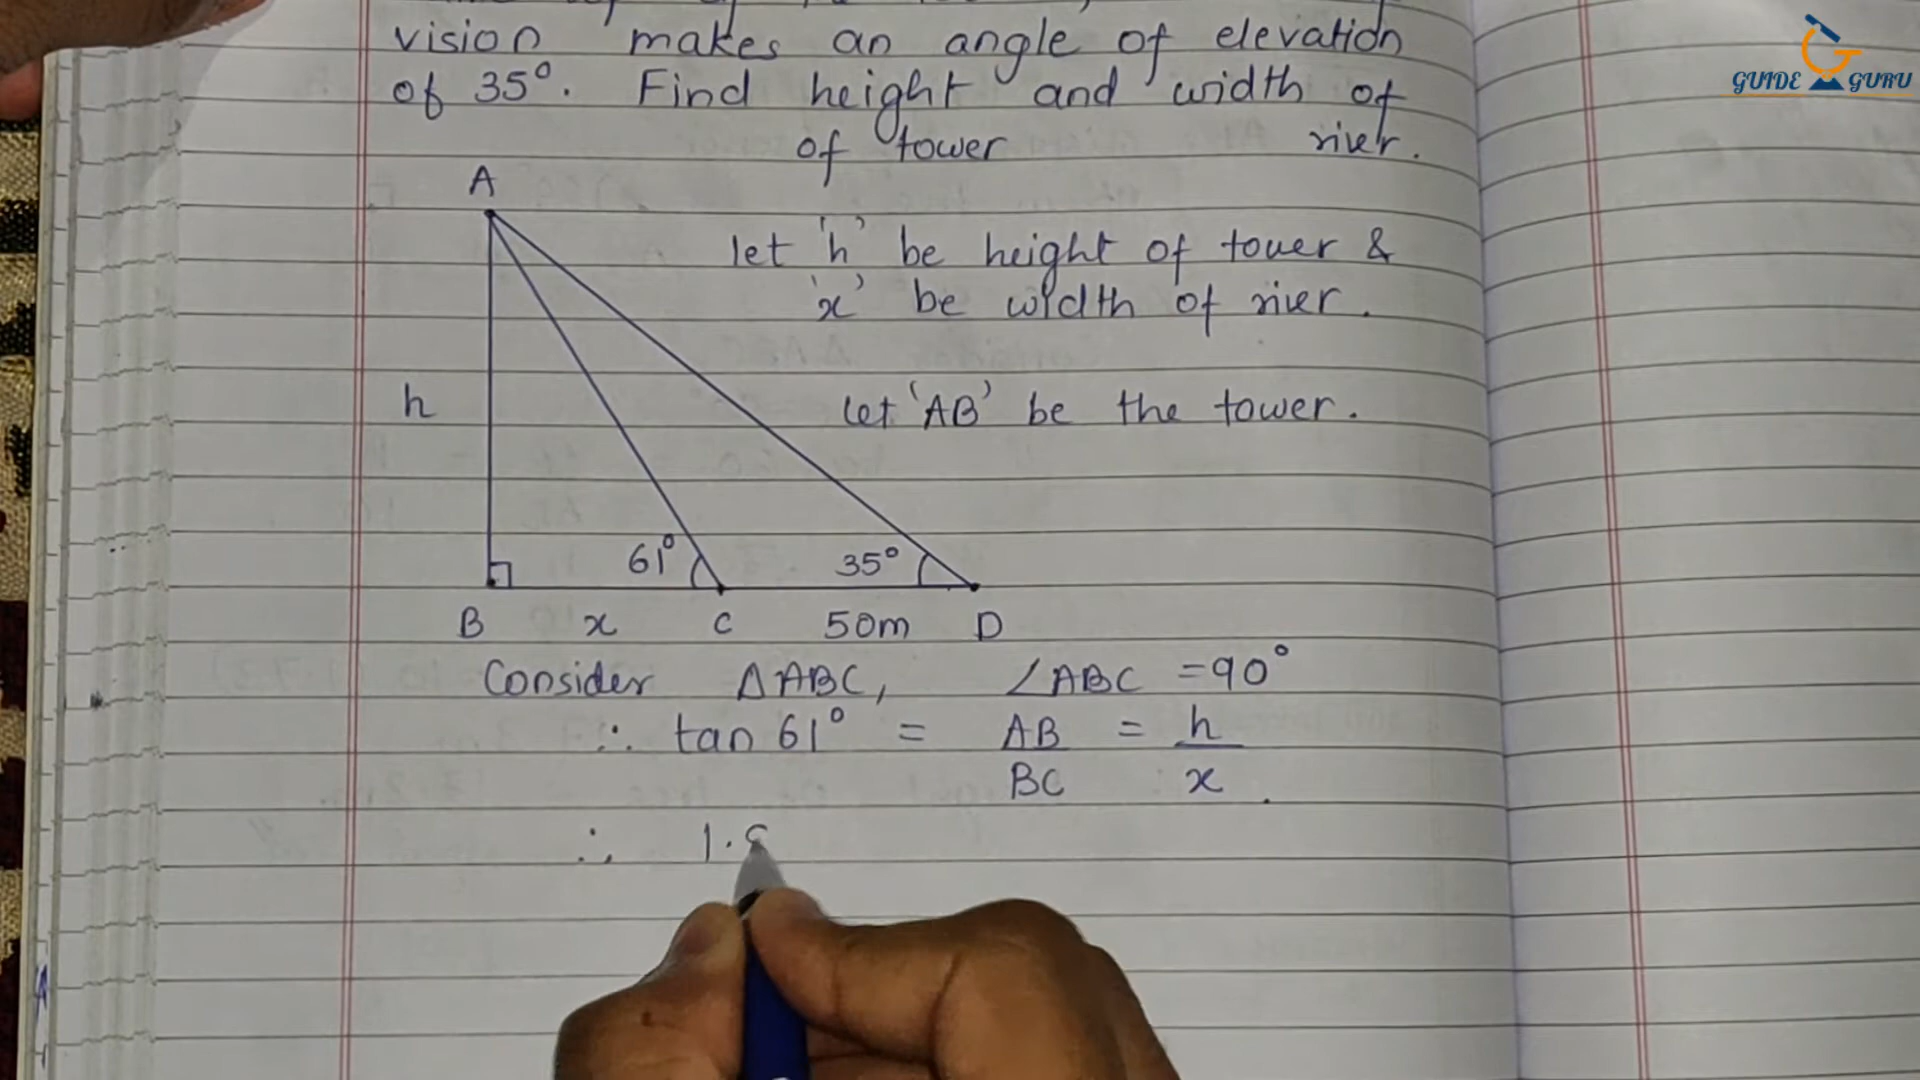 vision makes an angle of elevation
of 35°. Find height and width of
of tower river.
A
let 'h' be height of tower &
'x' be width of river.
h
let 'AB' be the tower.
61° 35°
B x C 50m D
Consider △ABC, ∠ABC = 90°
∴ tan 61° = AB/BC = h/x.
∴ 1.
GUIDE GURU